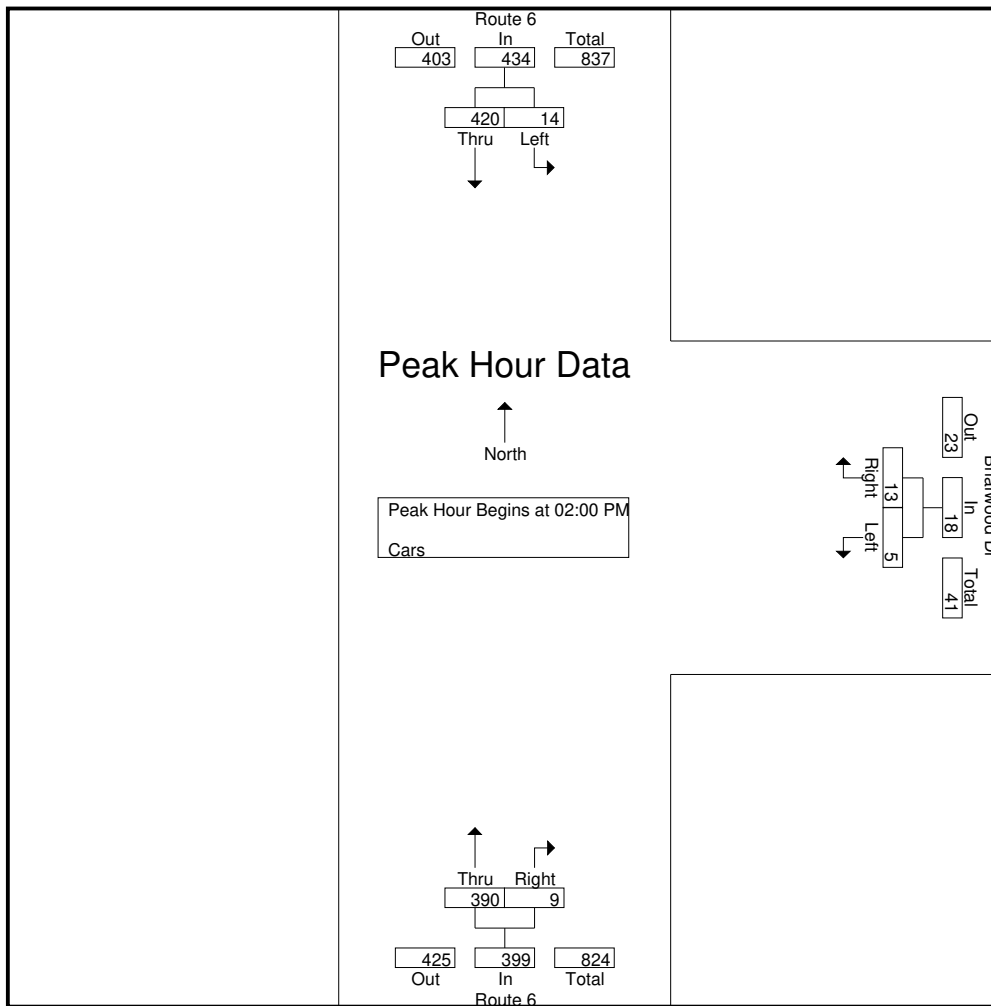 Route 6
Out In Total
403 434 837
420 14
Thru Left
Peak Hour Data
North
Peak Hour Begins at 02:00 PM
Cars
Out In Total
23 18 41
Right Left
13 5
Thru Right
390 9
425 399 824
Out In Total
Route 6